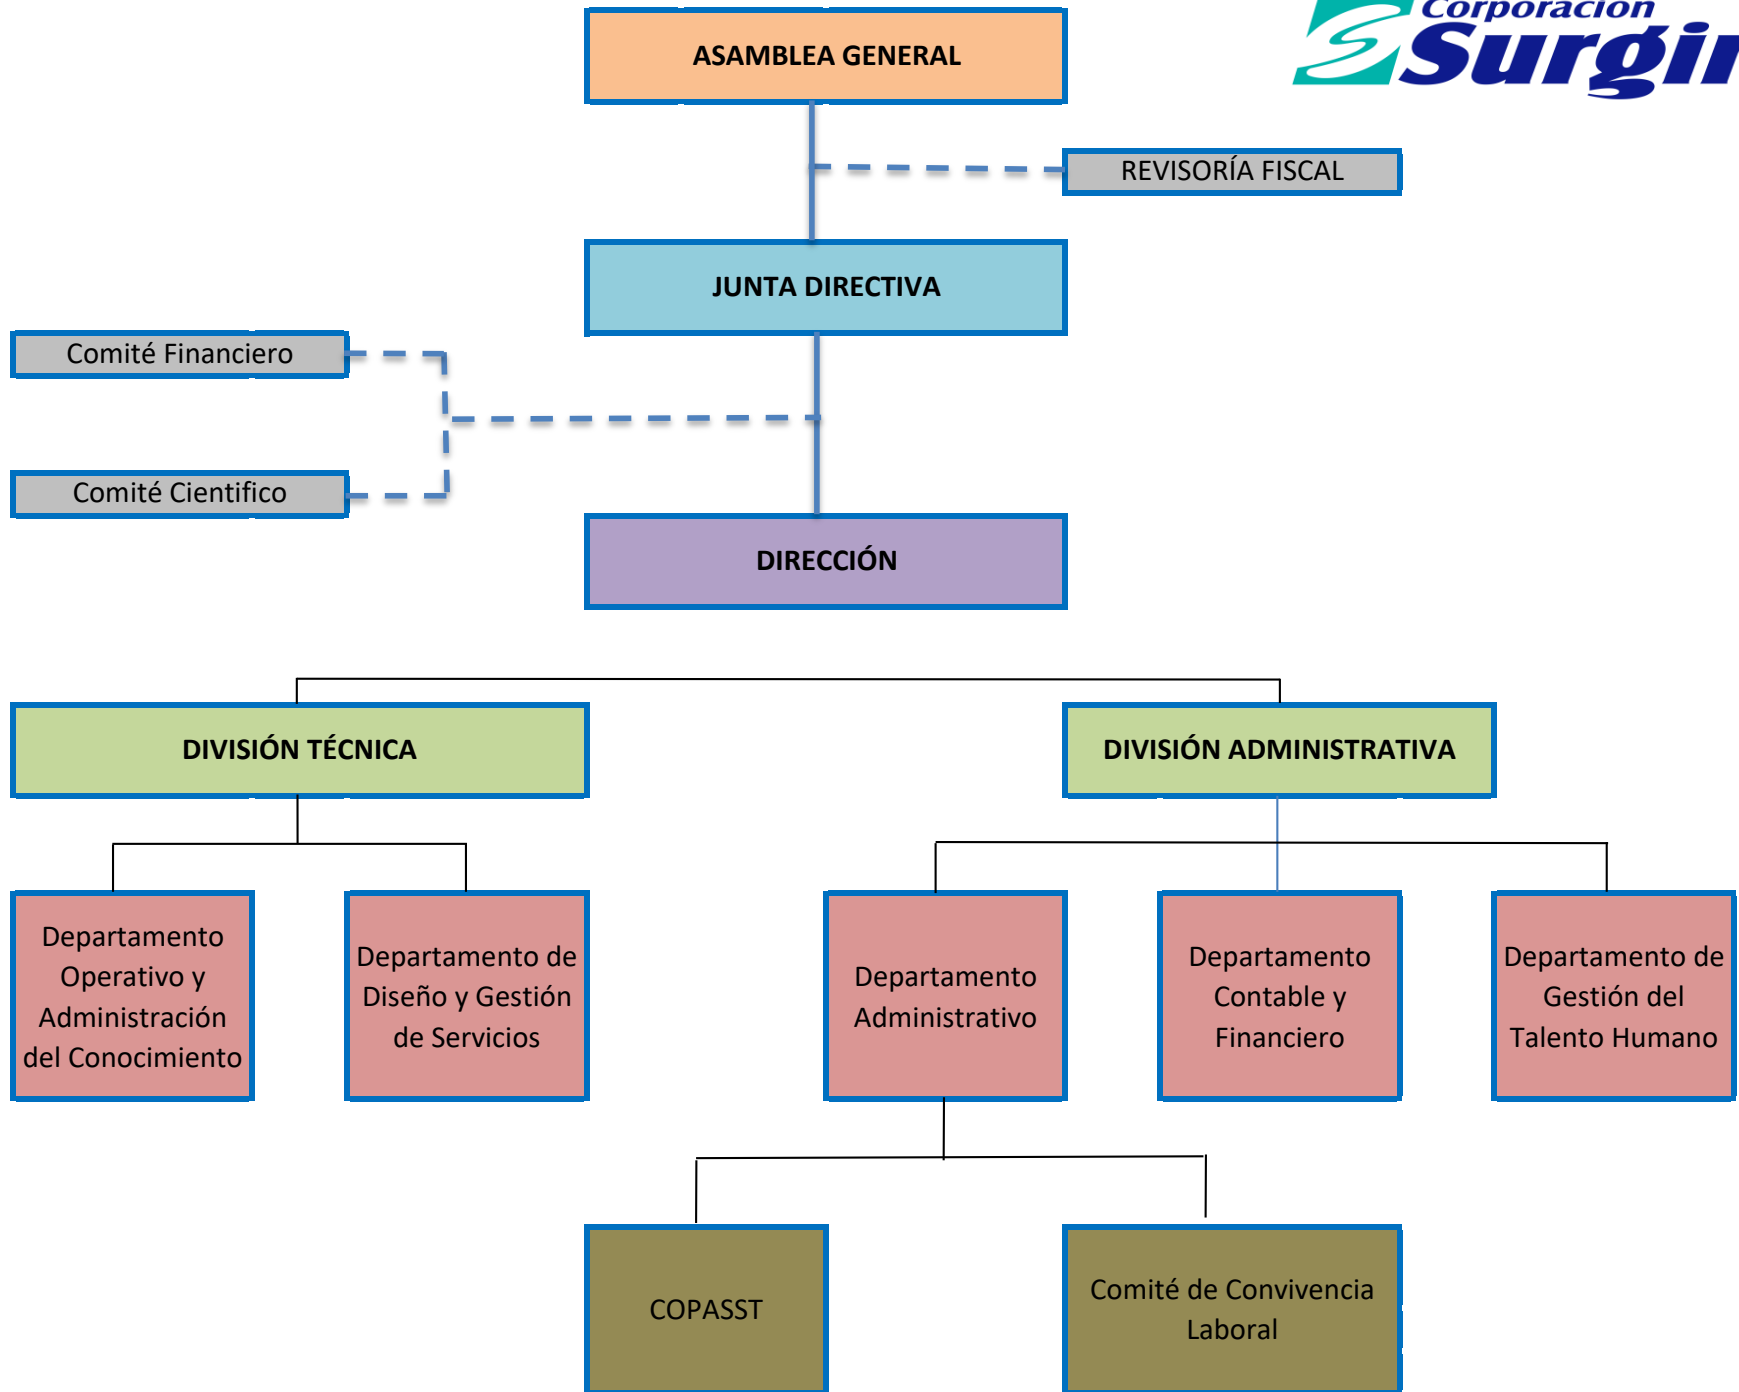 Corporación
Surgir
ASAMBLEA GENERAL
REVISORÍA FISCAL
JUNTA DIRECTIVA
Comité Financiero
Comité Cientifico
DIRECCIÓN
DIVISIÓN TÉCNICA
DIVISIÓN ADMINISTRATIVA
Departamento
Operativo y
Administración
del Conocimiento
Departamento de
Diseño y Gestión
de Servicios
Departamento
Administrativo
Departamento
Contable y
Financiero
Departamento de
Gestión del
Talento Humano
COPASST
Comité de Convivencia
Laboral